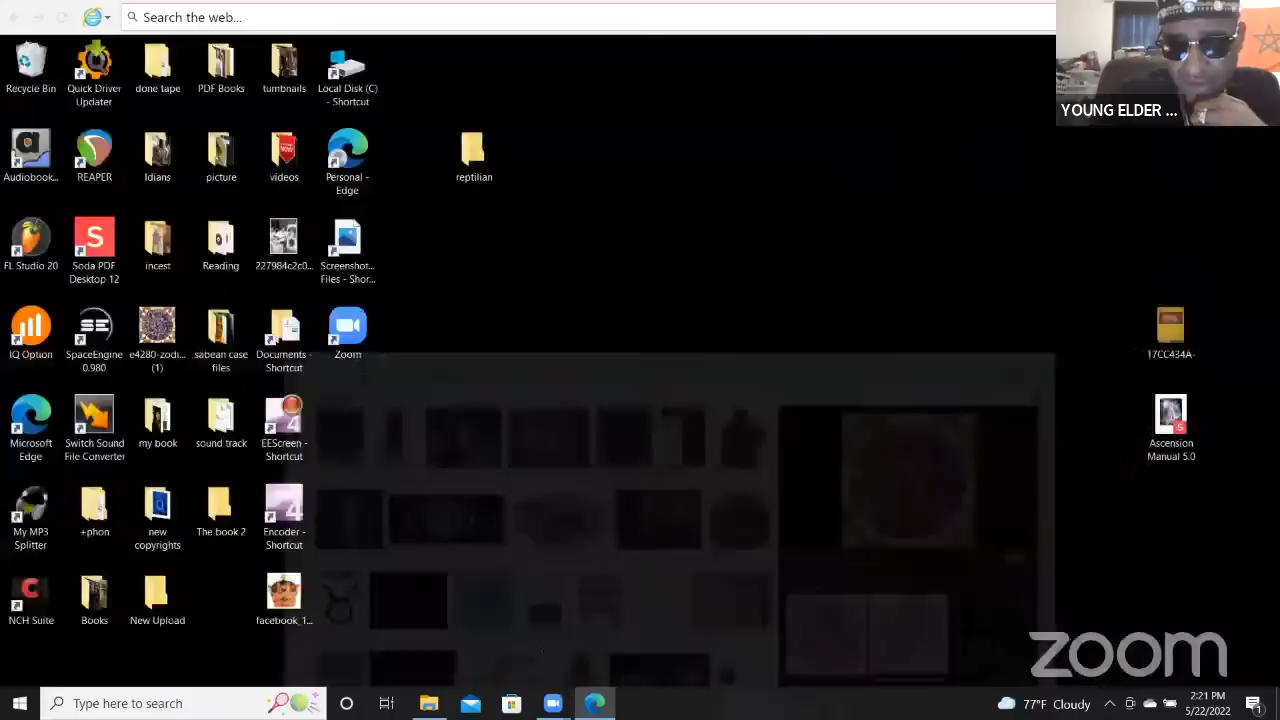 Search the web...
YOUNG ELDER ...
Recycle Bin
Quick Driver
Updater
done tape
PDF Books
tumbnails
Local Disk (C)
- Shortcut
Audiobook...
REAPER
Idians
picture
videos
Personal -
Edge
reptilian
FL Studio 20
Soda PDF
Desktop 12
incest
Reading
227984c2c0...
Screenshot...
Files - Shor...
IQ Option
SpaceEngine
0.980
e4280-zodi...
(1)
sabean case
files
Documents -
Shortcut
Zoom
17CC434A-
Microsoft
Edge
Switch Sound
File Converter
my book
sound track
EEScreen -
Shortcut
Ascension
Manual 5.0
My MP3
Splitter
+phon
new
copyrights
The book 2
Encoder -
Shortcut
NCH Suite
Books
New Upload
facebook_1...
zoom
Type here to search
77°F Cloudy
2:21 PM
5/22/2022